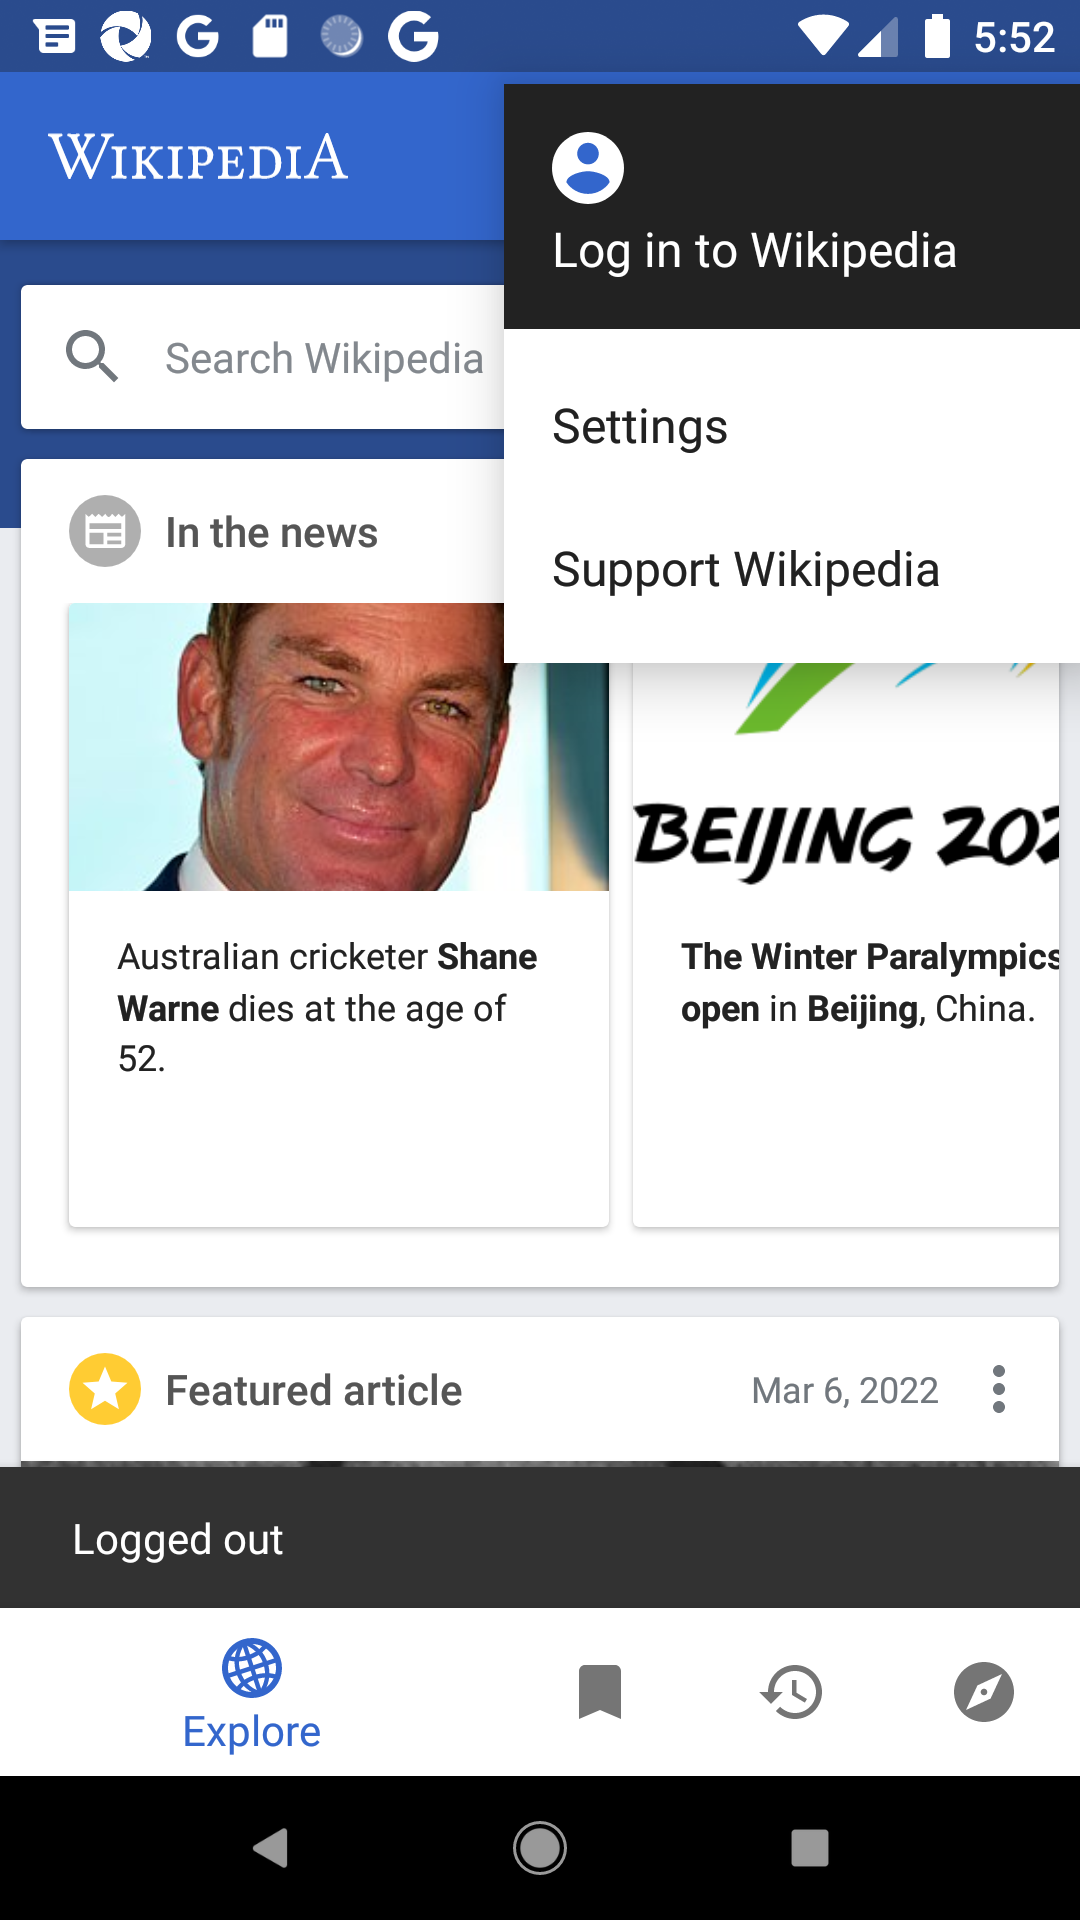 5:52
WIKIPEDIA
Log in to Wikipedia
Search Wikipedia
Settings
Support Wikipedia
In the news
BEIJING 202
Australian cricketer Shane
Warne dies at the age of
52.
The Winter Paralympics
open in Beijing, China.
Featured article
Mar 6, 2022
Logged out
Explore